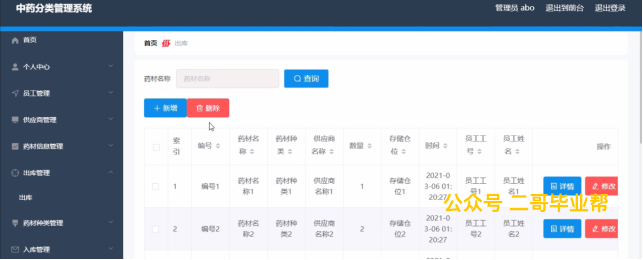 中药分类管理系统
管理员 abo 退出到前台 退出登录
首页
个人中心
员工管理
供应商管理
药材信息管理
出库管理
出库
药材种类管理
入库管理
首页 出库
药材名称 药材名称 查询
新增 删除
索引 编号 药材名称 药材种类 供应商名称 数量 存储仓位 时间 员工工号 员工姓名 操作
1 编号1 药材名称1 药材种类1 供应商名称1 1 存储仓位1 2021-03-06 01:20:27 员工工号1 员工姓名1 详情 修改
2 编号2 药材名称2 药材种类2 供应商名称2 2 存储仓位2 2021-03-06 01:20:27 员工工号2 员工姓名2 详情 修改
公众号 二哥毕业帮